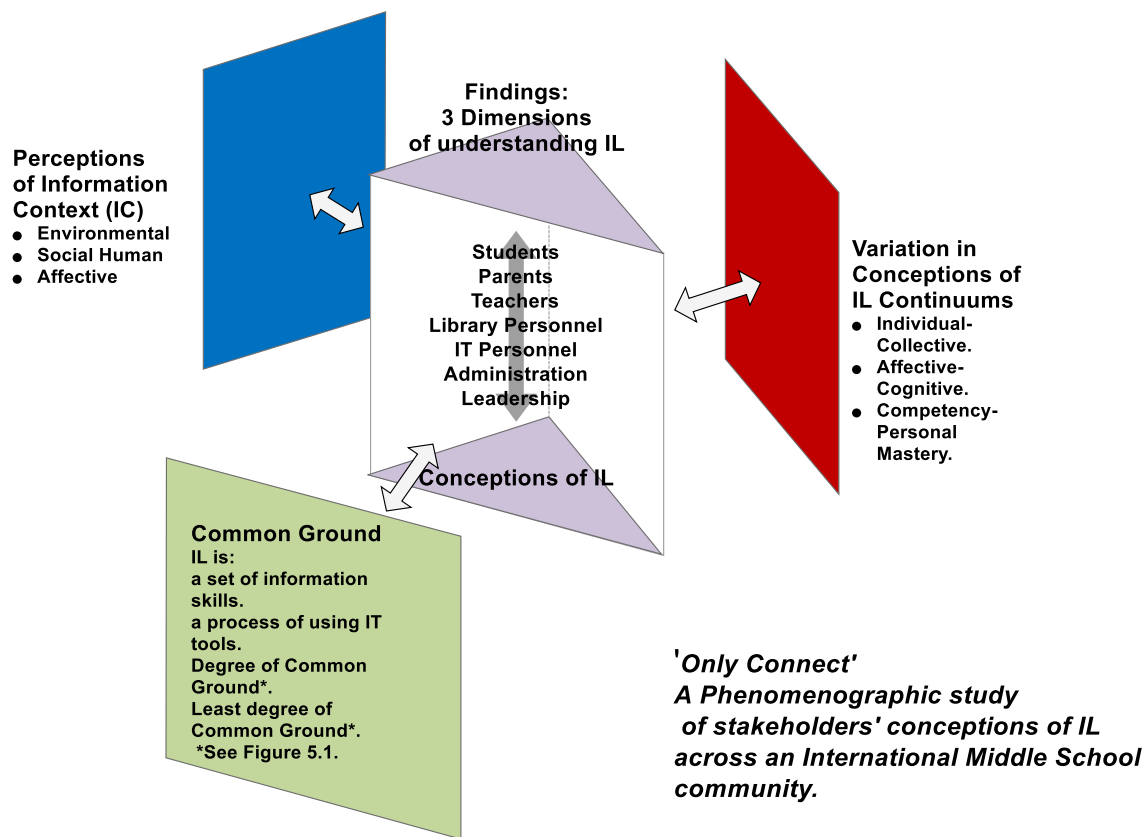 Findings:
3 Dimensions
of understanding IL
Perceptions
of Information
Context (IC)
● Environmental
● Social Human
● Affective
Students
Parents
Teachers
Library Personnel
IT Personnel
Administration
Leadership
Variation in
Conceptions of
IL Continuums
● Individual-
Collective.
● Affective-
Cognitive.
● Competency-
Personal
Mastery.
Conceptions of IL
Common Ground
IL is:
a set of information
skills.
a process of using IT
tools.
Degree of Common
Ground*.
Least degree of
Common Ground*.
*See Figure 5.1.
'Only Connect'
A Phenomenographic study
of stakeholders' conceptions of IL
across an International Middle School
community.